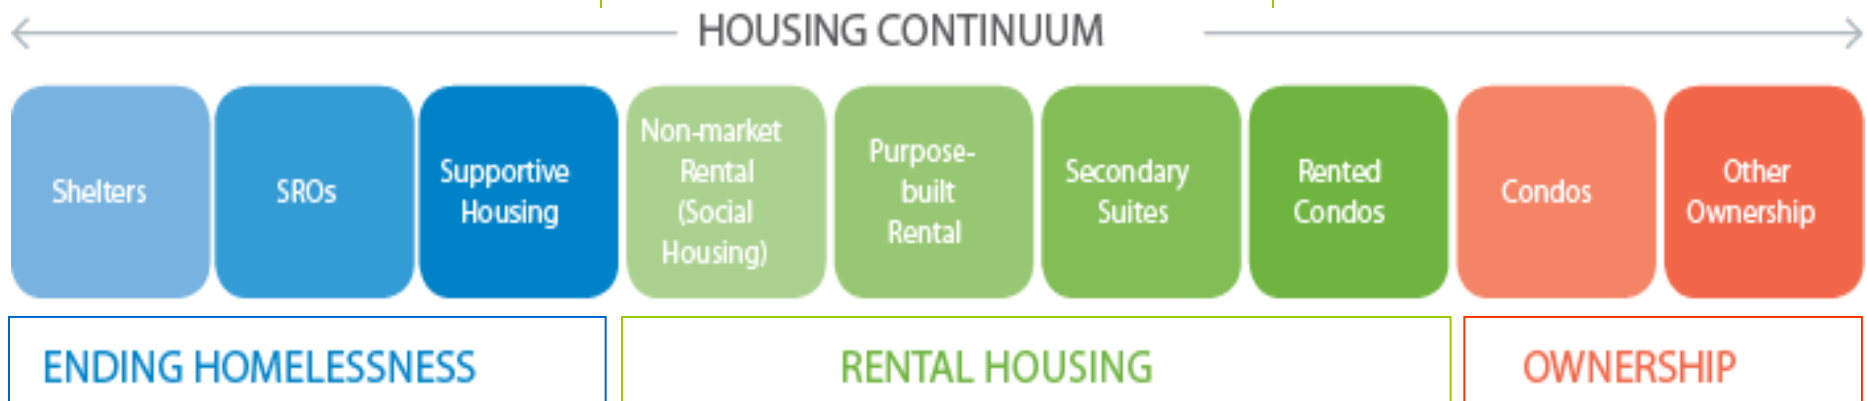 HOUSING CONTINUUM
Shelters
SROs
Supportive
Housing
Non-market
Rental
(Social
Housing)
Purpose-
built
Rental
Secondary
Suites
Rented
Condos
Condos
Other
Ownership
ENDING HOMELESSNESS
RENTAL HOUSING
OWNERSHIP